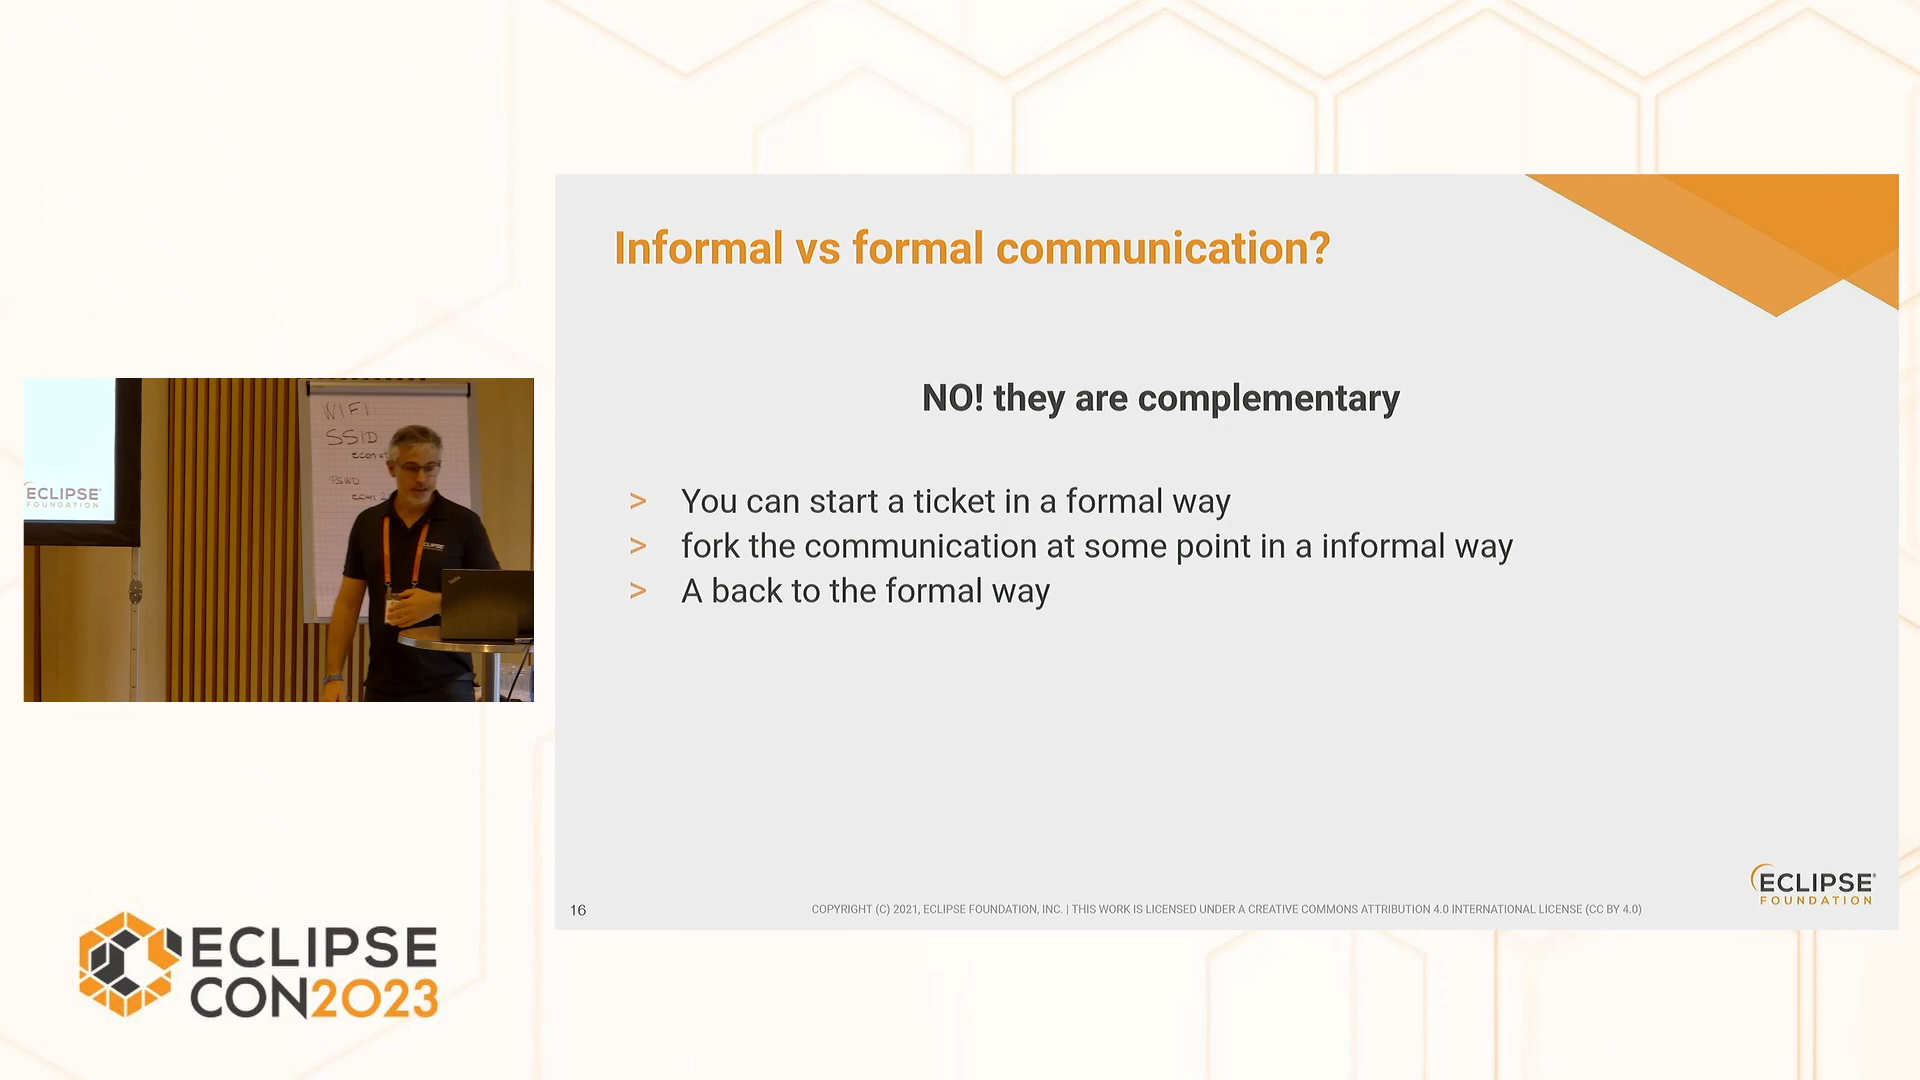 Informal vs formal communication?
NO! they are complementary
> You can start a ticket in a formal way
> fork the communication at some point in a informal way
> A back to the formal way
16
COPYRIGHT (C) 2021, ECLIPSE FOUNDATION, INC. | THIS WORK IS LICENSED UNDER A CREATIVE COMMONS ATTRIBUTION 4.0 INTERNATIONAL LICENSE (CC BY 4.0)
ECLIPSE
FOUNDATION
WIFI
SSID
PSWD
ECLIPSE
FOUNDATION
ECLIPSE
CON2023